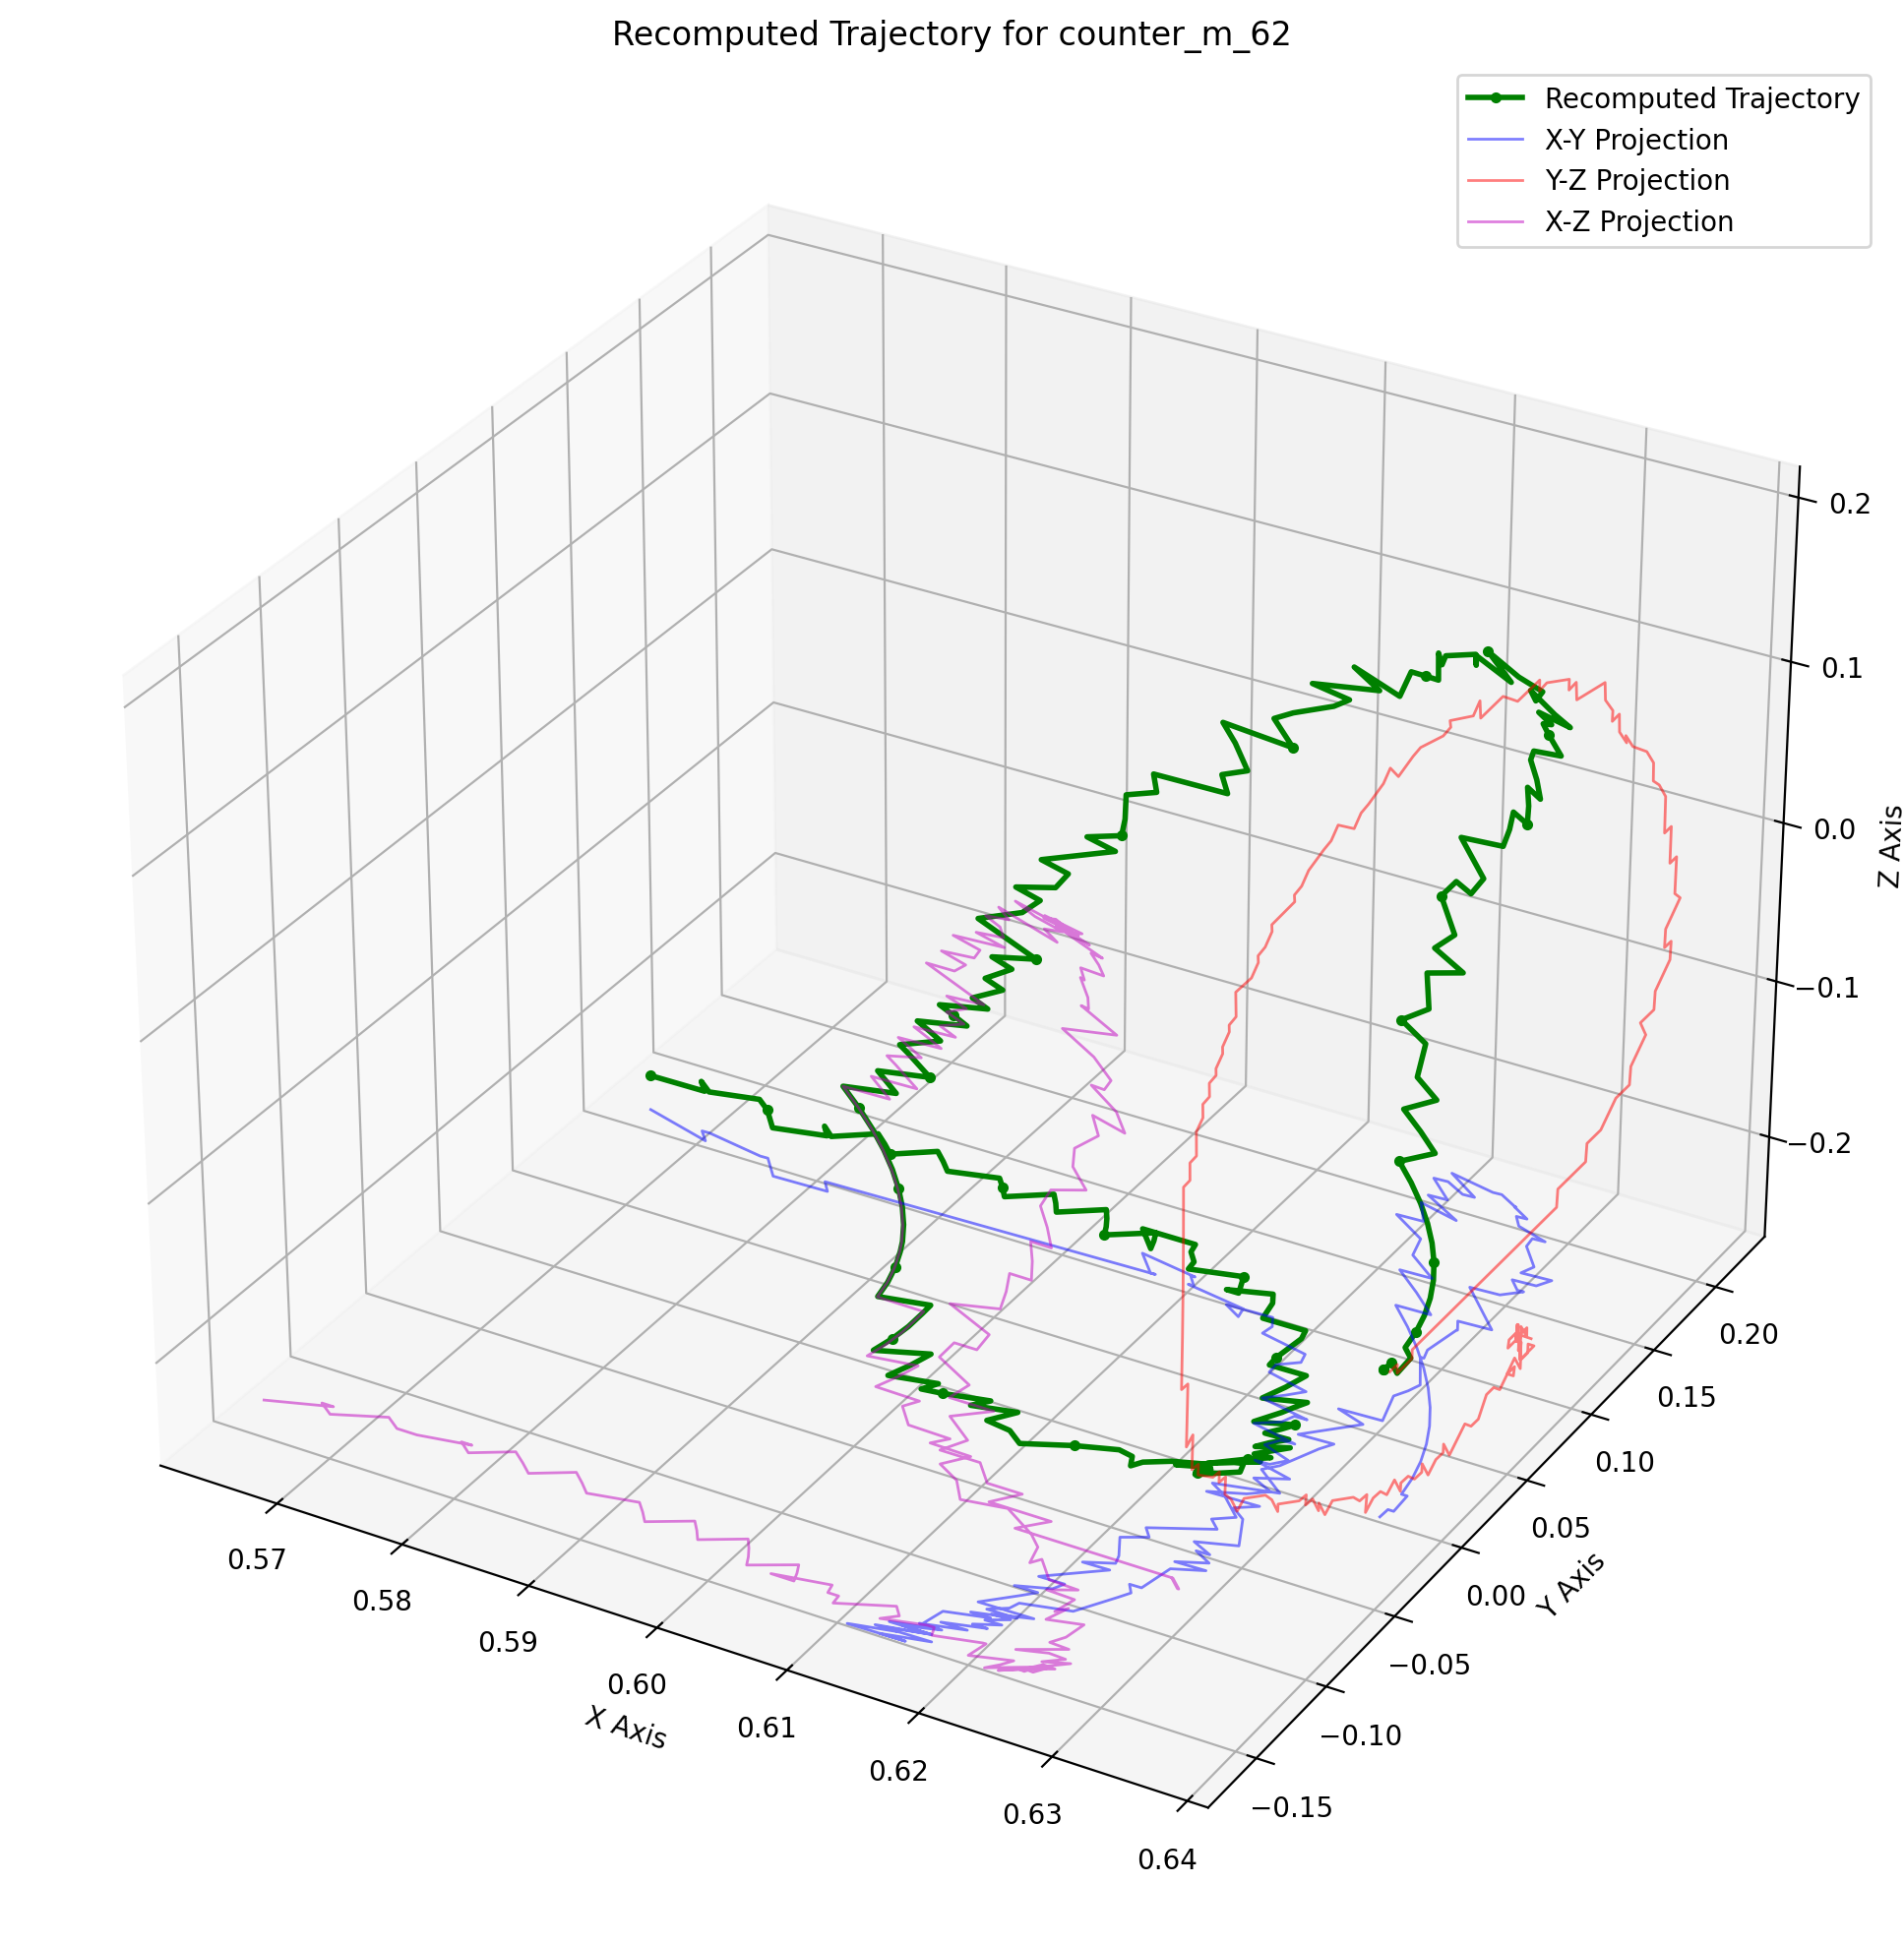 Recomputed Trajectory for counter_m_62
Recomputed Trajectory
X-Y Projection
Y-Z Projection
X-Z Projection
0.2
0.1
0.0
−0.1
−0.2
Z Axis
0.20
0.15
0.10
0.05
0.00
−0.05
−0.10
−0.15
Y Axis
0.57
0.58
0.59
0.60
0.61
0.62
0.63
0.64
X Axis